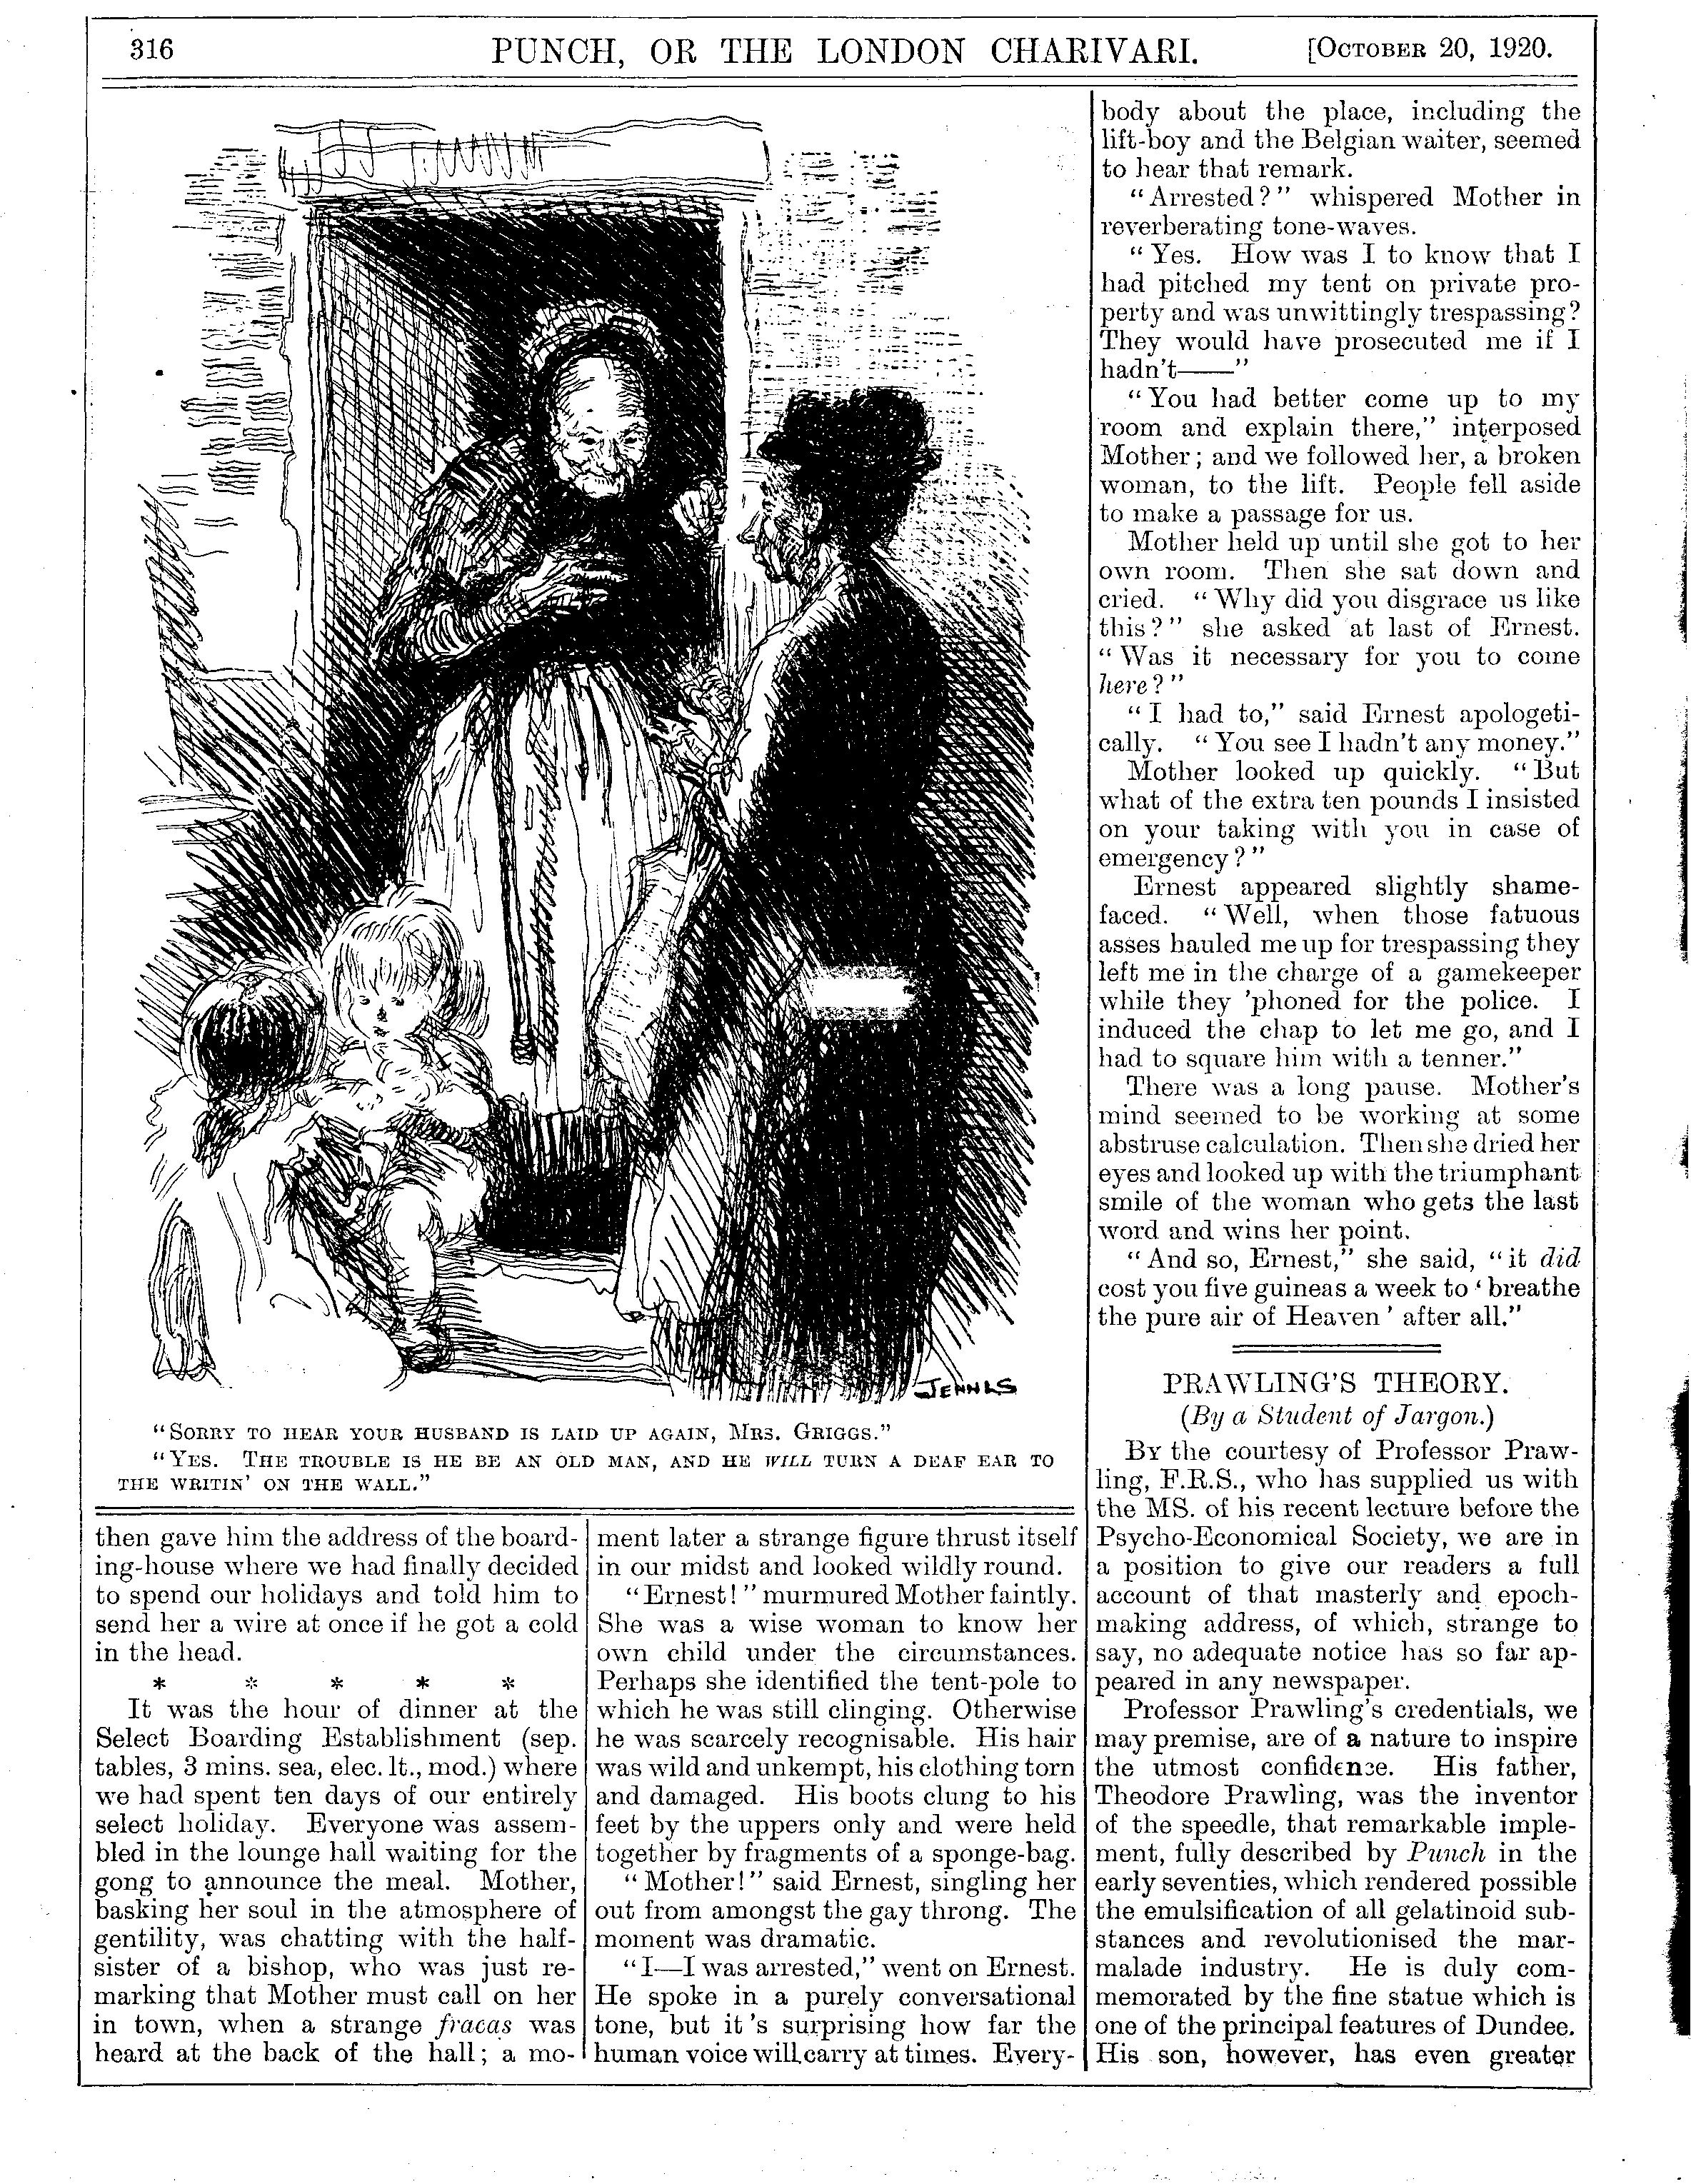 316
PUNCH, OR THE LONDON CHARIVARI.
[OCTOBER 20, 1920.
JENNIS
"SORRY TO HEAR YOUR HUSBAND IS LAID UP AGAIN, MRS. GRIGGS."
"YES. THE TROUBLE IS HE BE AN OLD MAN, AND HE WILL TURN A DEAF EAR TO
THE WRITIN' ON THE WALL."
then gave him the address of the board-
ing-house where we had finally decided
to spend our holidays and told him to
send her a wire at once if he got a cold
in the head.
* * * * *
It was the hour of dinner at the
Select Boarding Establishment (sep.
tables, 3 mins. sea, elec. lt., mod.) where
we had spent ten days of our entirely
select holiday. Everyone was assem-
bled in the lounge hall waiting for the
gong to announce the meal. Mother,
basking her soul in the atmosphere of
gentility, was chatting with the half-
sister of a bishop, who was just re-
marking that Mother must call on her
in town, when a strange fracas was
heard at the back of the hall; a mo-
ment later a strange figure thrust itself
in our midst and looked wildly round.
"Ernest!" murmured Mother faintly.
She was a wise woman to know her
own child under the circumstances.
Perhaps she identified the tent-pole to
which he was still clinging. Otherwise
he was scarcely recognisable. His hair
was wild and unkempt, his clothing torn
and damaged. His boots clung to his
feet by the uppers only and were held
together by fragments of a sponge-bag.
"Mother!" said Ernest, singling her
out from amongst the gay throng. The
moment was dramatic.
"I—I was arrested," went on Ernest.
He spoke in a purely conversational
tone, but it's surprising how far the
human voice will carry at times. Every-
body about the place, including the
lift-boy and the Belgian waiter, seemed
to hear that remark.
"Arrested?" whispered Mother in
reverberating tone-waves.
"Yes. How was I to know that I
had pitched my tent on private pro-
perty and was unwittingly trespassing?
They would have prosecuted me if I
hadn't——"
"You had better come up to my
room and explain there," interposed
Mother; and we followed her, a broken
woman, to the lift. People fell aside
to make a passage for us.
Mother held up until she got to her
own room. Then she sat down and
cried. "Why did you disgrace us like
this?" she asked at last of Ernest.
"Was it necessary for you to come
here?"
"I had to," said Ernest apologeti-
cally. "You see I hadn't any money."
Mother looked up quickly. "But
what of the extra ten pounds I insisted
on your taking with you in case of
emergency?"
Ernest appeared slightly shame-
faced. "Well, when those fatuous
asses hauled me up for trespassing they
left me in the charge of a gamekeeper
while they 'phoned for the police. I
induced the chap to let me go, and I
had to square him with a tenner."
There was a long pause. Mother's
mind seemed to be working at some
abstruse calculation. Then she dried her
eyes and looked up with the triumphant
smile of the woman who gets the last
word and wins her point.
"And so, Ernest," she said, "it did
cost you five guineas a week to 'breathe
the pure air of Heaven' after all."
PRAWLING'S THEORY.
(By a Student of Jargon.)
By the courtesy of Professor Praw-
ling, F.R.S., who has supplied us with
the MS. of his recent lecture before the
Psycho-Economical Society, we are in
a position to give our readers a full
account of that masterly and epoch-
making address, of which, strange to
say, no adequate notice has so far ap-
peared in any newspaper.
Professor Prawling's credentials, we
may premise, are of a nature to inspire
the utmost confidence. His father,
Theodore Prawling, was the inventor
of the speedle, that remarkable imple-
ment, fully described by Punch in the
early seventies, which rendered possible
the emulsification of all gelatinoid sub-
stances and revolutionised the mar-
malade industry. He is duly com-
memorated by the fine statue which is
one of the principal features of Dundee.
His son, however, has even greater